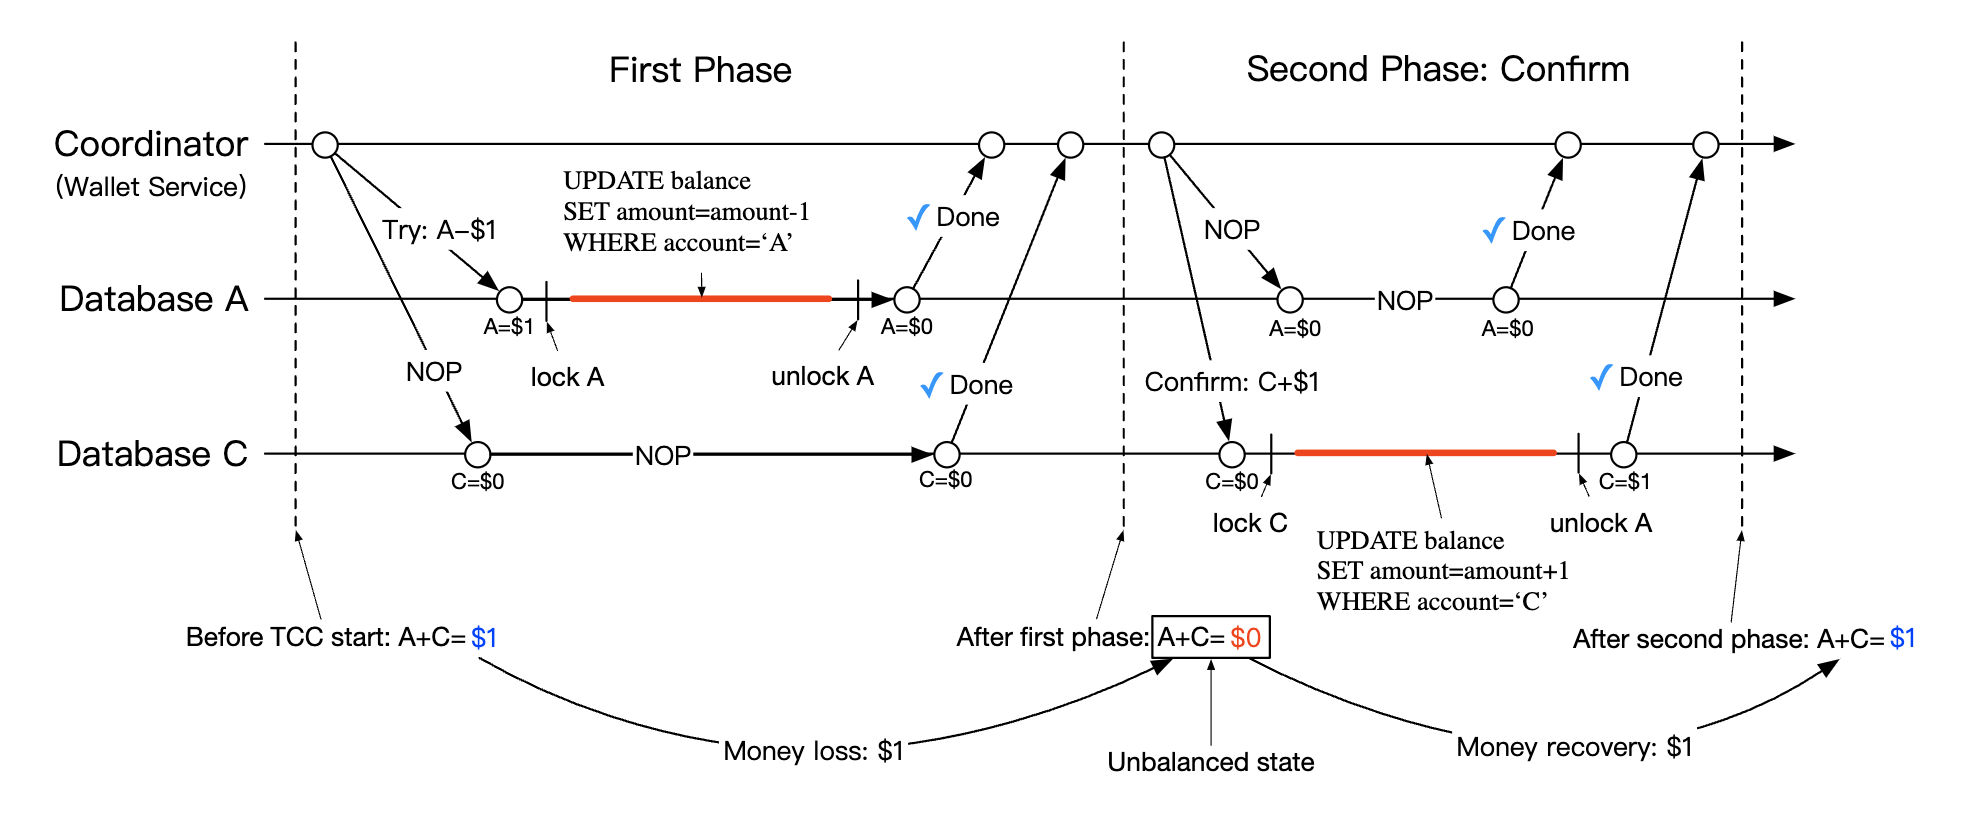 First Phase
Second Phase: Confirm
Coordinator
(Wallet Service)
UPDATE balance
SET amount=amount-1
WHERE account=‘A’
Try: A−$1
✓ Done
NOP
✓ Done
Database A
A=$1
A=$0
A=$0
NOP
A=$0
lock A
unlock A
NOP
✓ Done
Confirm: C+$1
✓ Done
Database C
NOP
C=$0
C=$0
C=$0
C=$1
lock C
unlock A
UPDATE balance
SET amount=amount+1
WHERE account=‘C’
Before TCC start: A+C= $1
After first phase: A+C= $0
After second phase: A+C= $1
Money loss: $1
Unbalanced state
Money recovery: $1